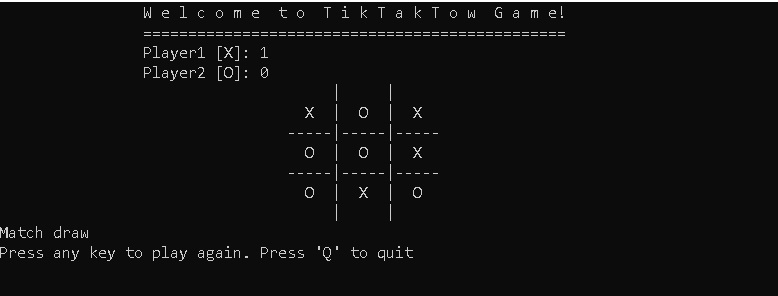 W e l c o m e  t o  T i k T a k T o w  G a m e!
===============================================
Player1 [X]: 1
Player2 [O]: 0
     |     |
  X  |  O  |  X
-----|-----|-----
  O  |  O  |  X
-----|-----|-----
  O  |  X  |  O
     |     |
Match draw
Press any key to play again. Press 'Q' to quit